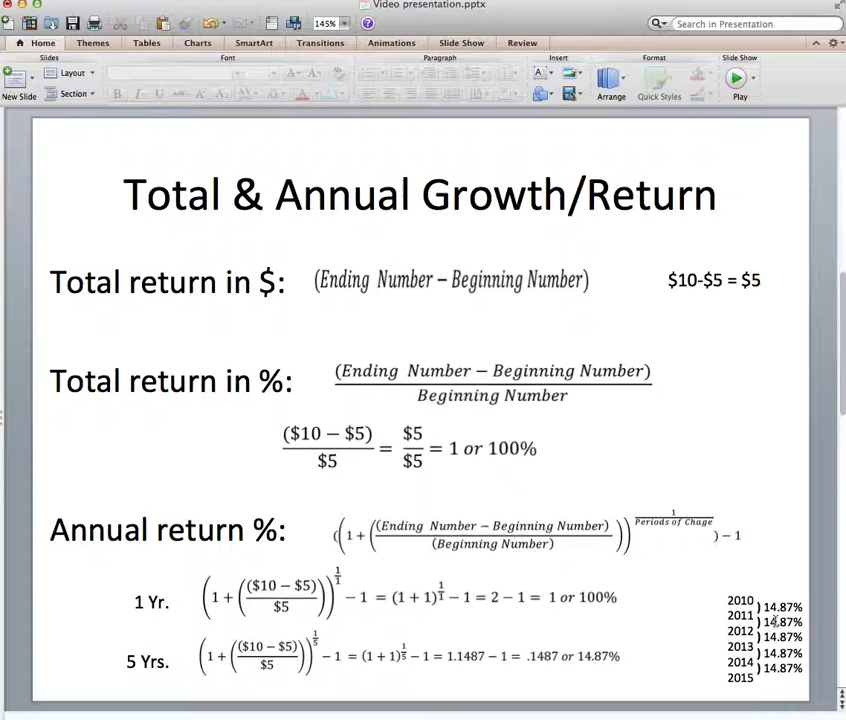 Video presentation.pptx
145%
Search in Presentation
Home Themes Tables Charts SmartArt Transitions Animations Slide Show Review
Slides Font Paragraph Insert Format Slide Show
Layout
New Slide Section
Arrange Quick Styles Play
Total & Annual Growth/Return
Total return in $: (Ending Number – Beginning Number) $10-$5 = $5
Total return in %: (Ending Number − Beginning Number)
Beginning Number
($10 − $5)/$5 = $5/$5 = 1 or 100%
Annual return %: ((1 + ((Ending Number − Beginning Number)/(Beginning Number)))^(1/Periods of Chage)) − 1
1 Yr. (1 + (($10 − $5)/$5))^(1/1) − 1 = (1 + 1)^(1/1) − 1 = 2 − 1 = 1 or 100%
5 Yrs. (1 + (($10 − $5)/$5))^(1/5) − 1 = (1 + 1)^(1/5) − 1 = 1.1487 − 1 = .1487 or 14.87%
2010
) 14.87%
2011
) 14.87%
2012
) 14.87%
2013
) 14.87%
2014
) 14.87%
2015